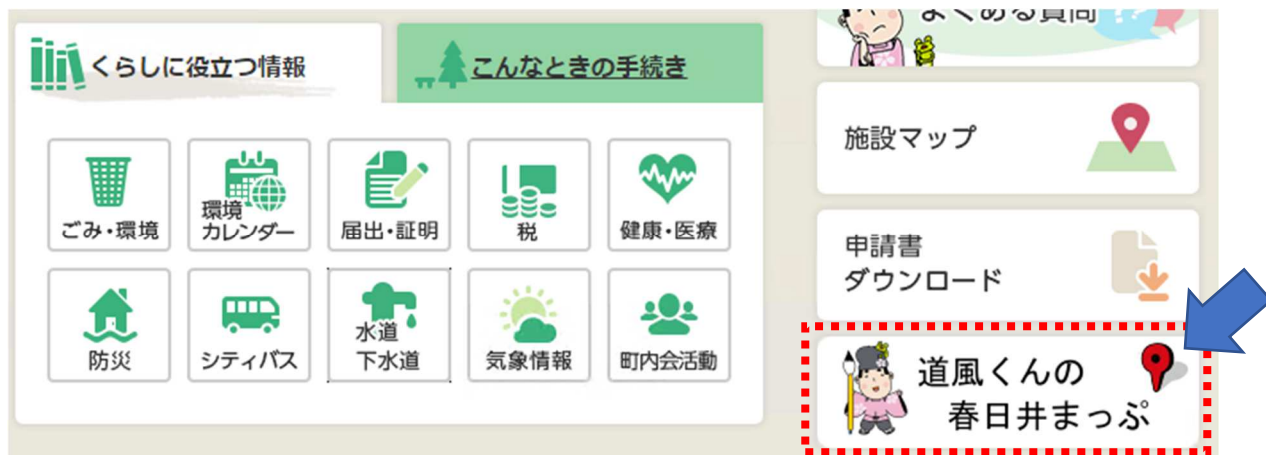 よくある質問
くらしに役立つ情報
こんなときの手続き
施設マップ
ごみ・環境
環境
カレンダー
届出・証明
税
健康・医療
申請書
ダウンロード
防災
シティバス
水道
下水道
気象情報
町内会活動
道風くんの
春日井まっぷ